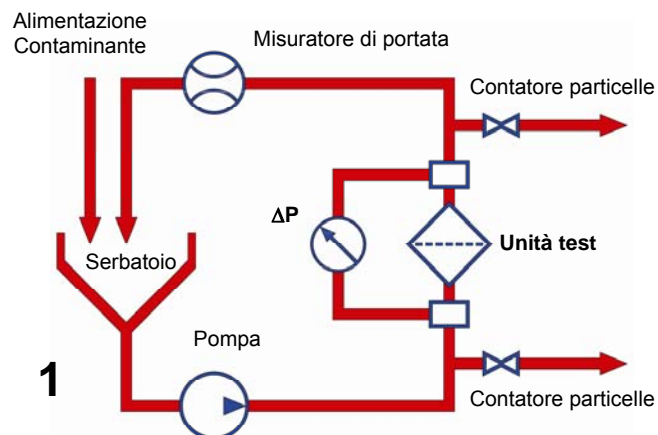 Alimentazione
Contaminante
Misuratore di portata
Contatore particelle
ΔP
Unità test
Serbatoio
Pompa
1
Contatore particelle